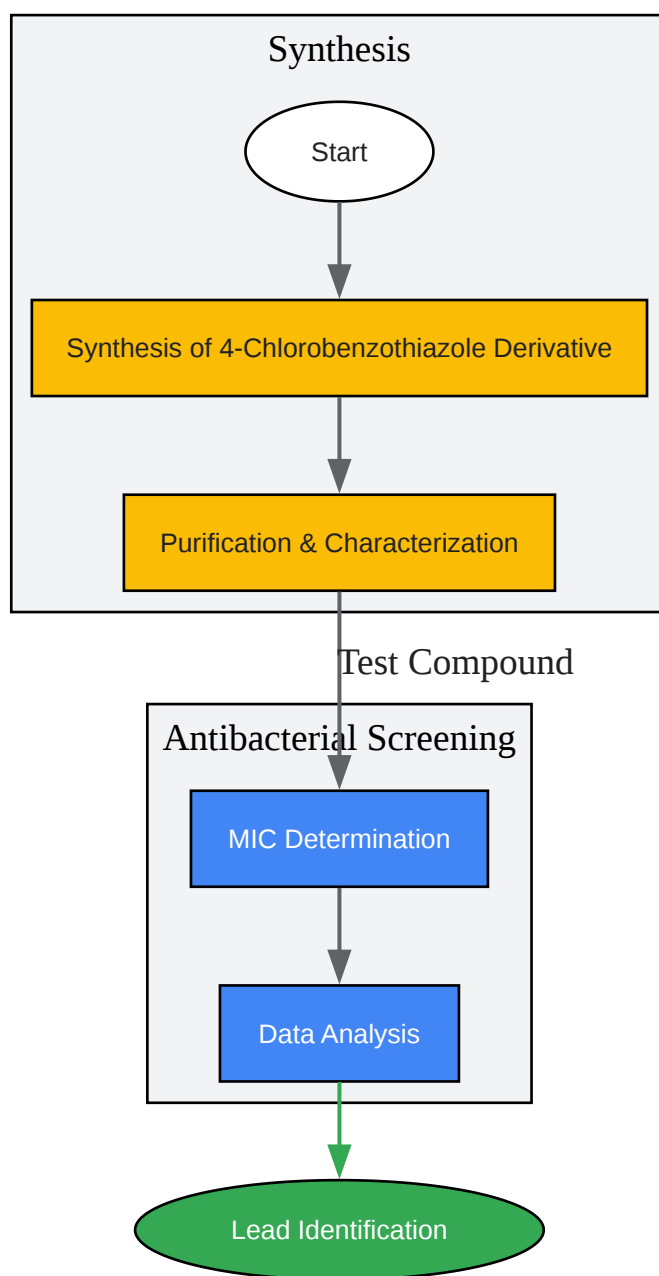 Synthesis
Start
Synthesis of 4-Chlorobenzothiazole Derivative
Purification & Characterization
Test Compound
Antibacterial Screening
MIC Determination
Data Analysis
Lead Identification